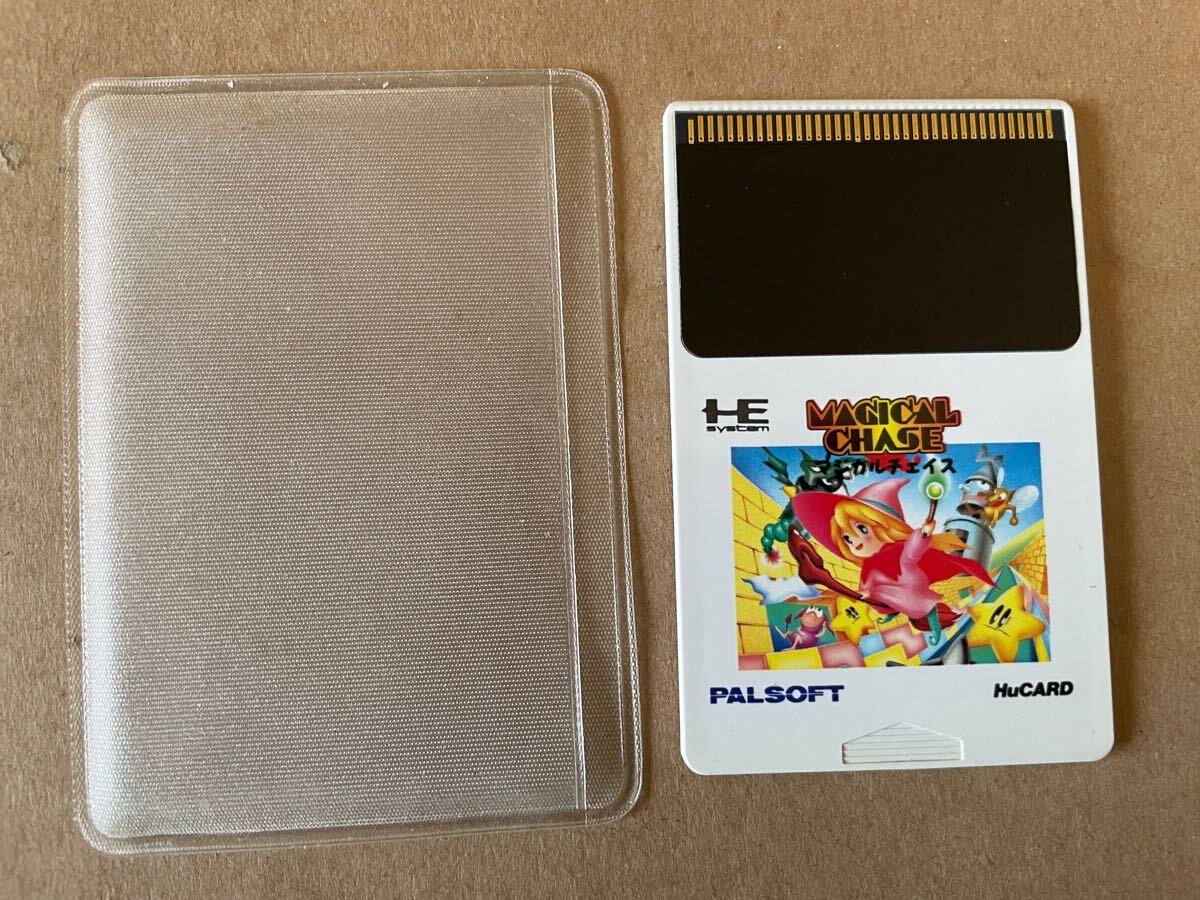 HE
system
MAGICAL
CHASE
マジカルチェイス
PALSOFT
HuCARD